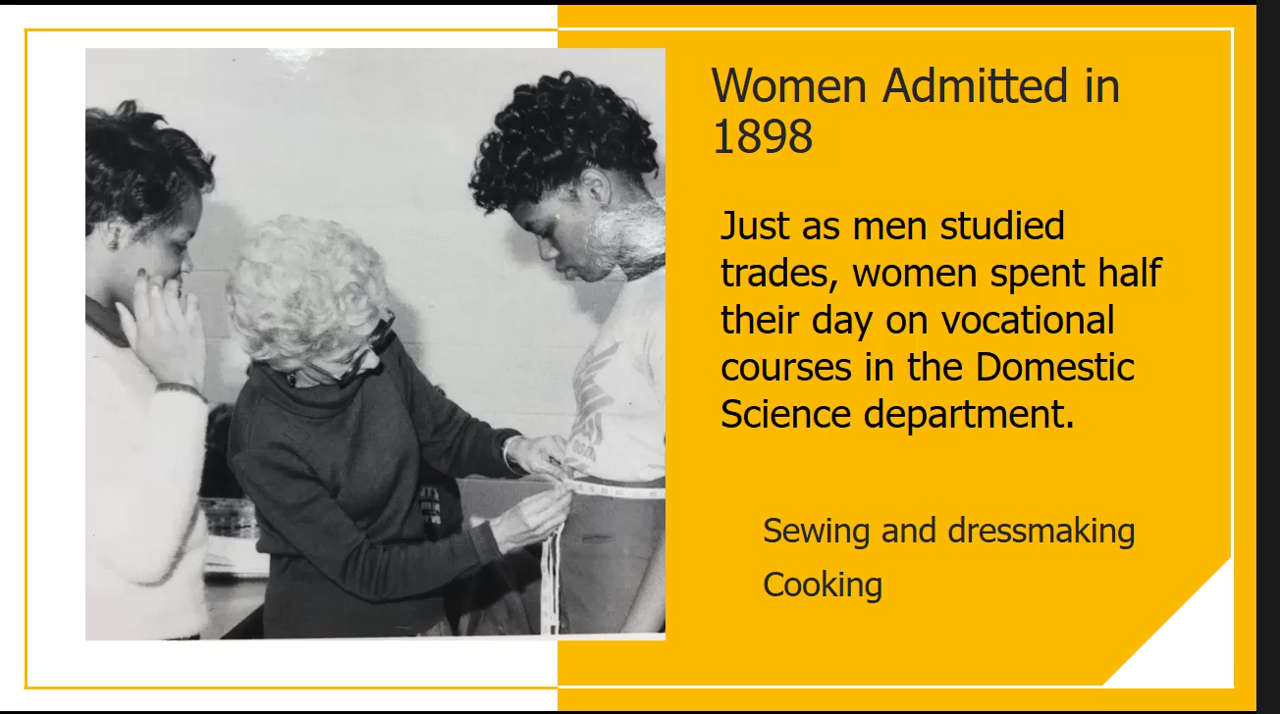 Women Admitted in
1898
Just as men studied
trades, women spent half
their day on vocational
courses in the Domestic
Science department.
Sewing and dressmaking
Cooking